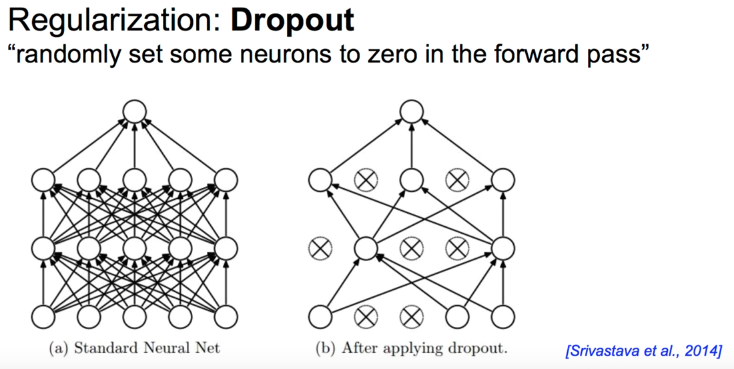 Regularization: Dropout
“randomly set some neurons to zero in the forward pass”
(a) Standard Neural Net
(b) After applying dropout.
[Srivastava et al., 2014]